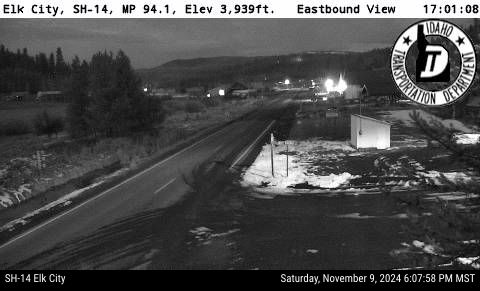 Elk City, SH-14, MP 94.1, Elev 3,939ft. Eastbound View 17:01:08
IDAHO
TRANSPORTATION DEPARTMENT
SH-14 Elk City Saturday, November 9, 2024 6:07:58 PM MST